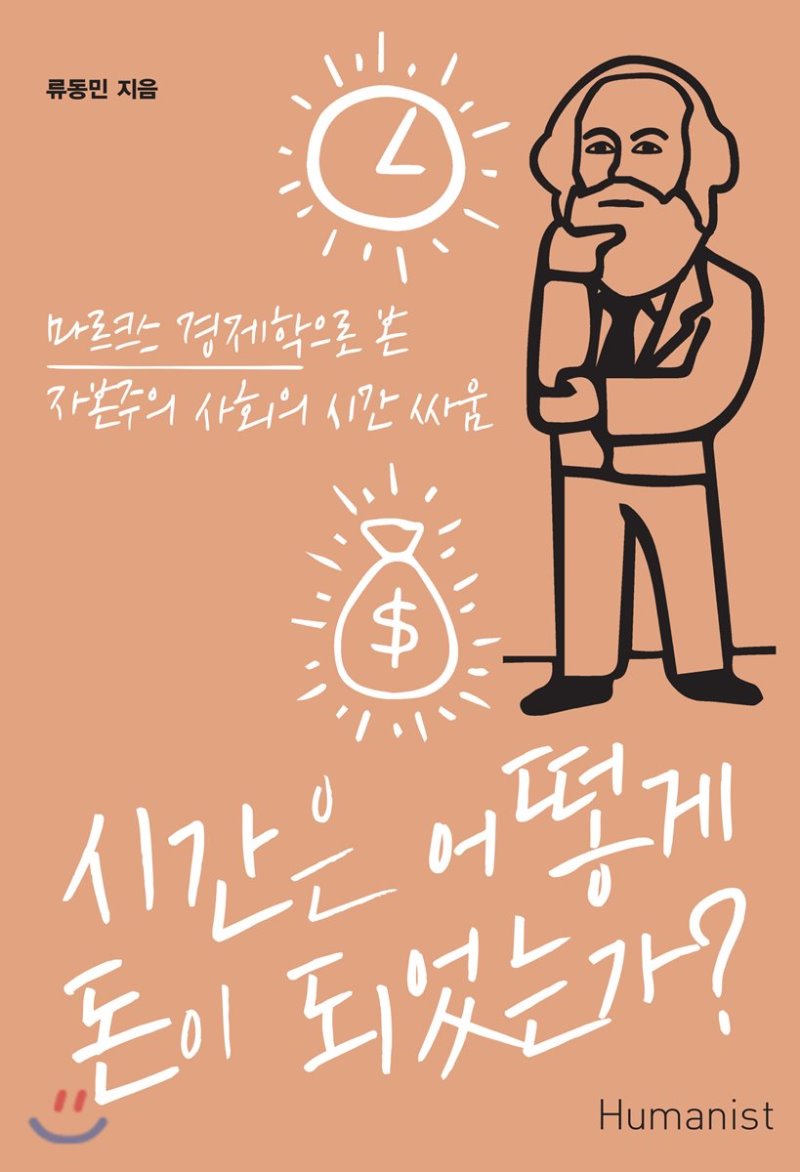 류동민 지음
마르크스 경제학으로 본
자본주의 사회의 시간 싸움
$
시간은 어떻게
돈이 되었는가?
Humanist